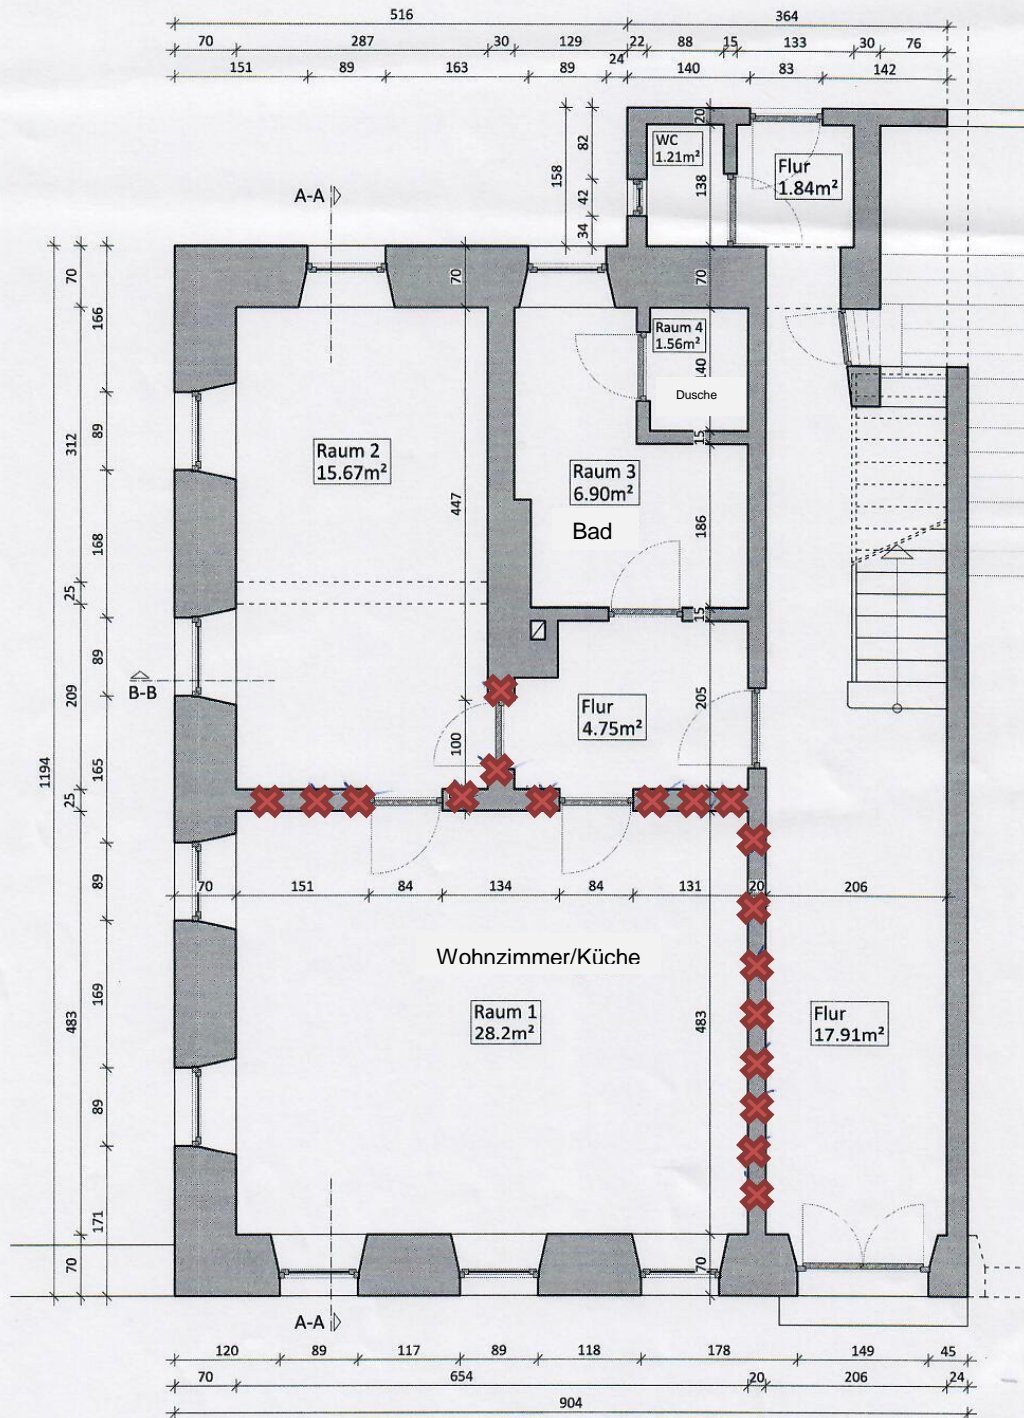 516 364
70 287 30 129 22 88 15 133 30 76
151 89 163 89 24 140 83 142
20
82
158
42
34
138
WC
1.21m²
Flur
1.84m²
A-A
70
70
70
166
Raum 4
1.56m²
140
Dusche
15
89
312
Raum 2
15.67m²
Raum 3
6.90m²
447
Bad
186
168
25
15
89
B-B
209
205
Flur
4.75m²
100
1194
165
25
89
70 151 84 134 84 131 20 206
Wohnzimmer/Küche
169
483
Raum 1
28.2m²
483
Flur
17.91m²
89
171
70
70
A-A
120 89 117 89 118 178 149 45
70 654 20 206 24
904